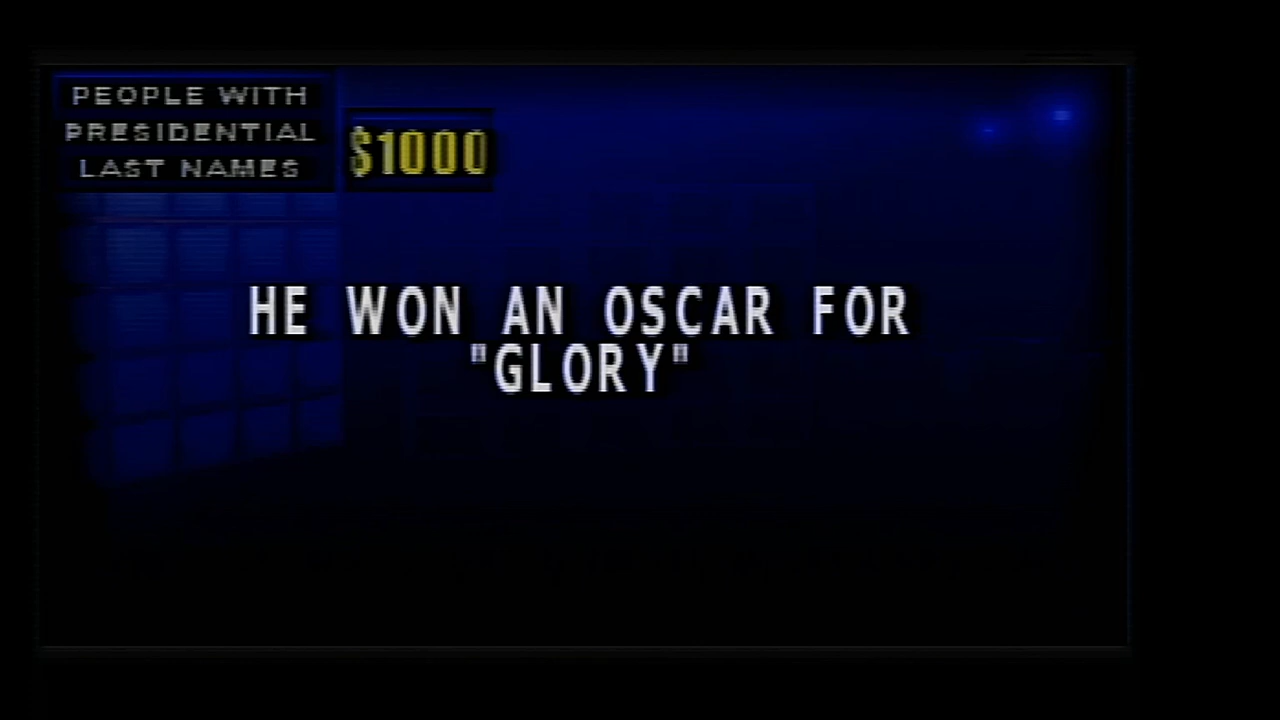 PEOPLE WITH
PRESIDENTIAL
LAST NAMES
$1000
HE WON AN OSCAR FOR
"GLORY"